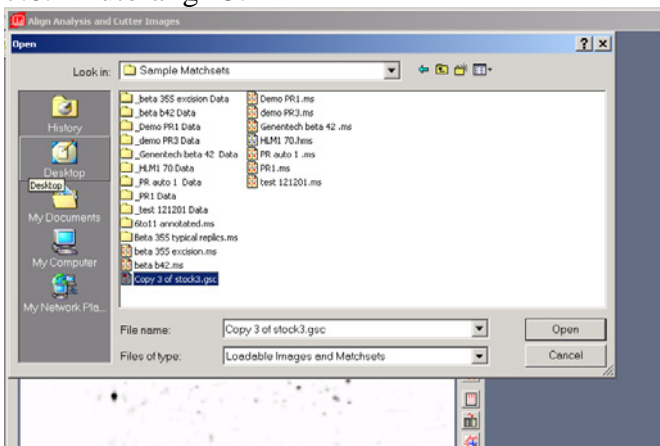 Align Analysis and Cutter Images
Open
Look in:
Sample Matchsets
History
Desktop
Desktop
My Documents
My Computer
My Network Pla...
_beta 355 excision Data
_beta b42 Data
_Demo PR1 Data
_demo PR3 Data
_Genentech beta 42 Data
_HLM1 70 Data
_PR auto 1 Data
_PR1 Data
_test 121201 Data
6to11 annotated.ms
Beta 355 typical replics.ms
beta 355 excision.ms
beta b42.ms
Copy 3 of stock3.gsc
Demo PR1.ms
demo PR3.ms
Genentech beta 42 .ms
HLM1 70.hms
PR auto 1 .ms
PR1.ms
test 121201.ms
File name:
Copy 3 of stock3.gsc
Open
Files of type:
Loadable Images and Matchsets
Cancel